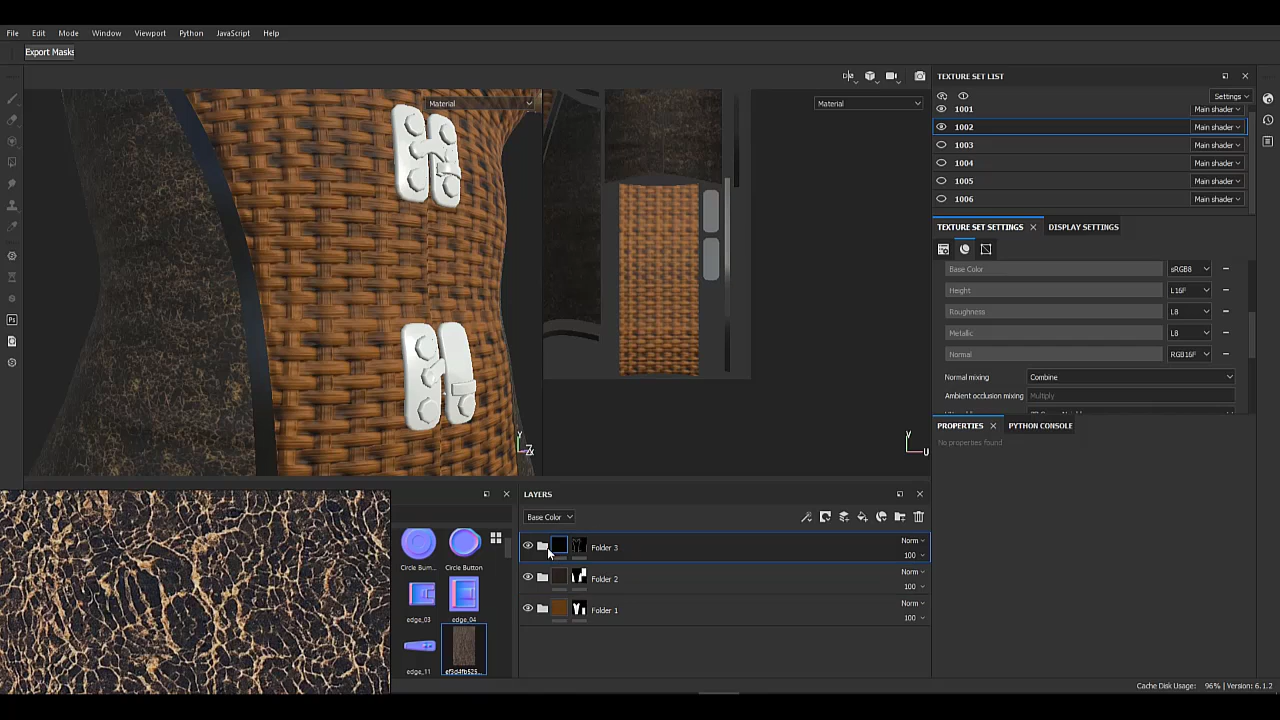 File Edit Mode Window Viewport Python JavaScript Help
Export Masks
Material
Material
Y
Z
Y
U
TEXTURE SET LIST
Settings
1001 Main shader
1002 Main shader
1003 Main shader
1004 Main shader
1005 Main shader
1006 Main shader
TEXTURE SET SETTINGS DISPLAY SETTINGS
Base Color sRGB8
Height L16F
Roughness L8
Metallic L8
Normal RGB16F
Normal mixing Combine
Ambient occlusion mixing Multiply
PROPERTIES PYTHON CONSOLE
No properties found
Circle Bum... Circle Button
edge_03 edge_04
edge_11
LAYERS
Base Color
Folder 3 Norm
100
Folder 2 Norm
100
Folder 1 Norm
100
Ps
Cache Disk Usage: 96% | Version: 6.1.2